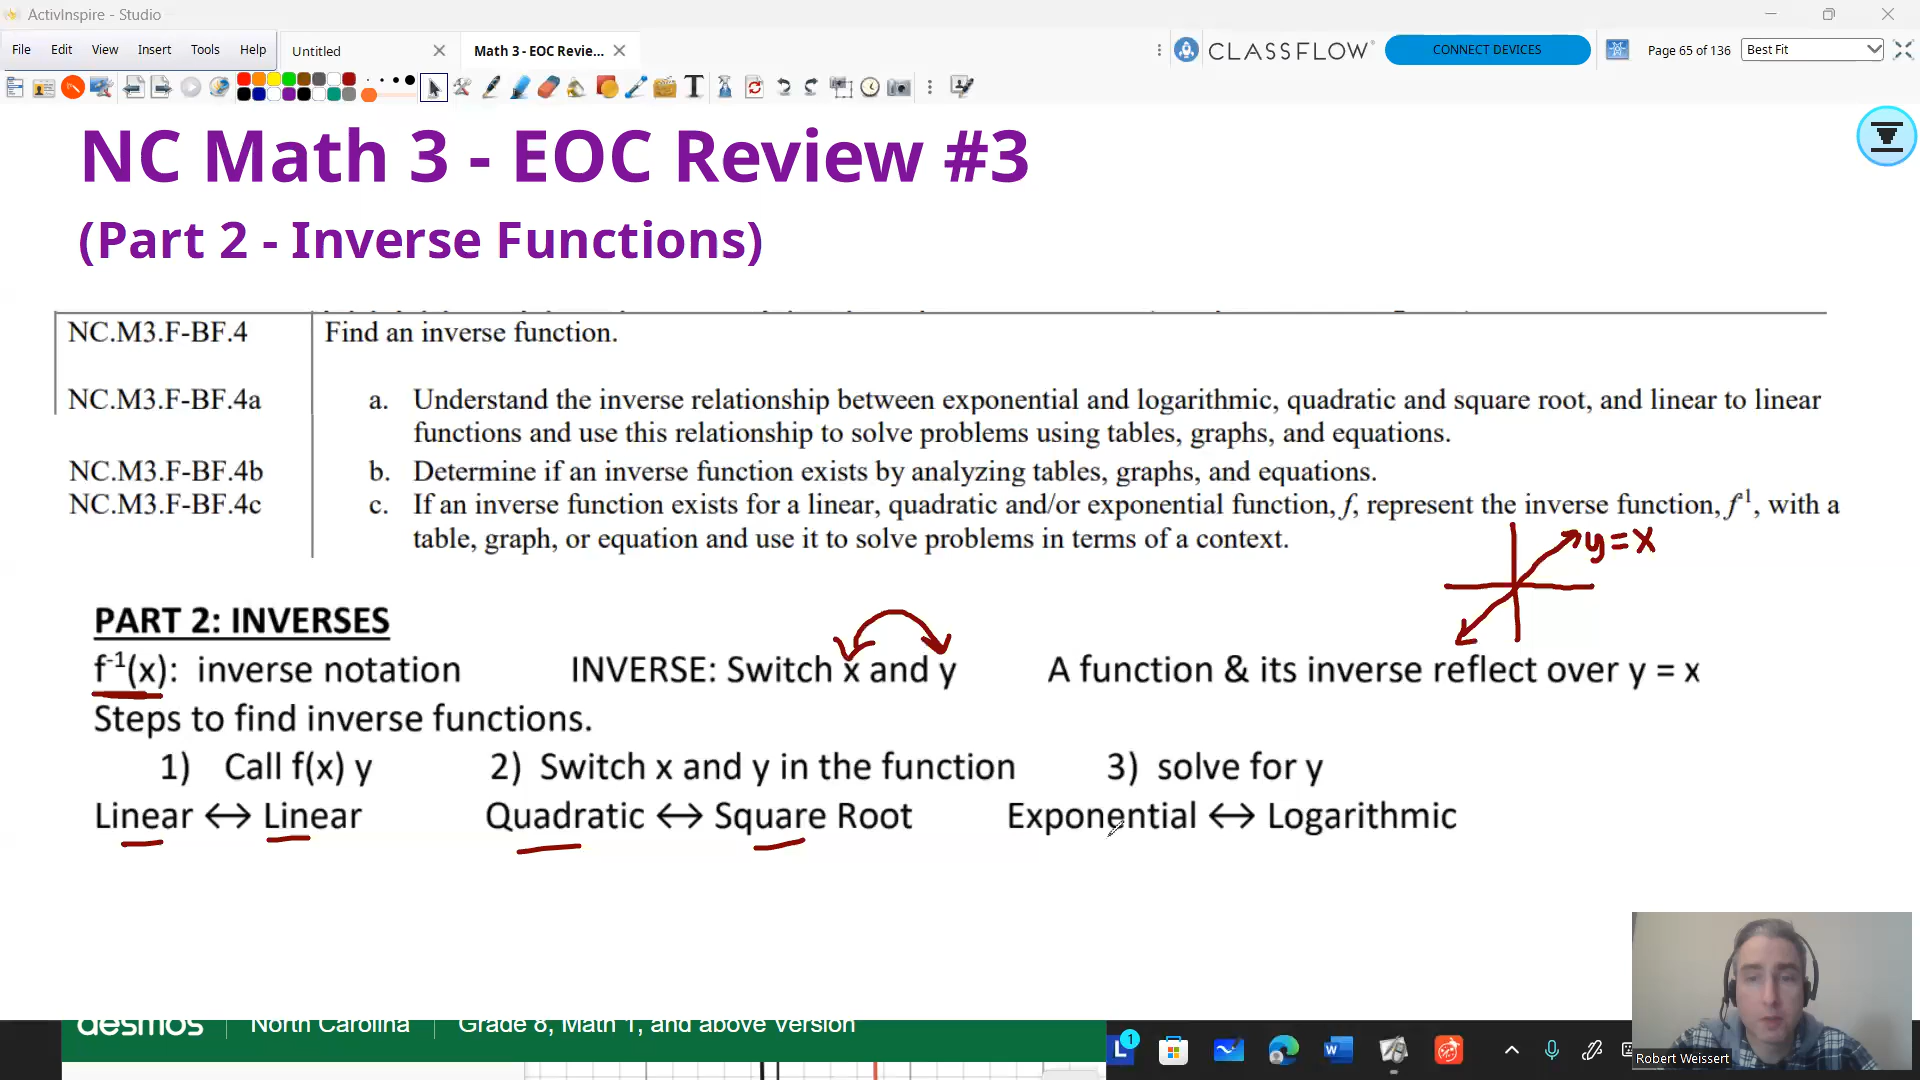 ActivInspire - Studio
File Edit View Insert Tools Help Untitled Math 3 - EOC Revie... CLASSFLOW CONNECT DEVICES Page 65 of 136 Best Fit
NC Math 3 - EOC Review #3
(Part 2 - Inverse Functions)
NC.M3.F-BF.4 Find an inverse function.
NC.M3.F-BF.4a a. Understand the inverse relationship between exponential and logarithmic, quadratic and square root, and linear to linear
functions and use this relationship to solve problems using tables, graphs, and equations.
NC.M3.F-BF.4b b. Determine if an inverse function exists by analyzing tables, graphs, and equations.
NC.M3.F-BF.4c c. If an inverse function exists for a linear, quadratic and/or exponential function, f, represent the inverse function, f⁻¹, with a
table, graph, or equation and use it to solve problems in terms of a context.
y = x
PART 2: INVERSES
f⁻¹(x): inverse notation INVERSE: Switch x and y A function & its inverse reflect over y = x
Steps to find inverse functions.
1) Call f(x) y 2) Switch x and y in the function 3) solve for y
Linear ↔ Linear Quadratic ↔ Square Root Exponential ↔ Logarithmic
desmos North Carolina Grade 8, Math 1, and above Version
L 1 W
Robert Weissert